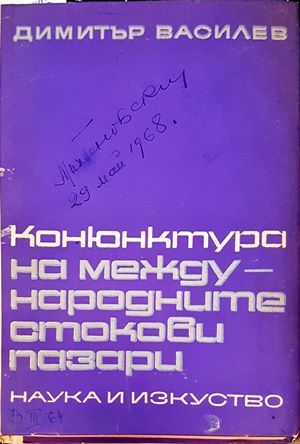 ДИМИТЪР ВАСИЛЕВ
29 май 1968.
Конюнктура
на между-
народните
стокови
пазари
НАУКА И ИЗКУСТВО